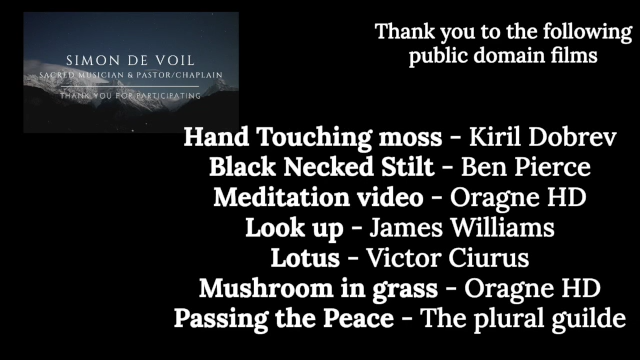 SIMON DE VOIL
SACRED MUSICIAN & PASTOR/CHAPLAIN
THANK YOU FOR PARTICIPATING
Thank you to the following
public domain films
Hand Touching moss - Kiril Dobrev
Black Necked Stilt - Ben Pierce
Meditation video - Oragne HD
Look up - James Williams
Lotus - Victor Ciurus
Mushroom in grass - Oragne HD
Passing the Peace - The plural guilde